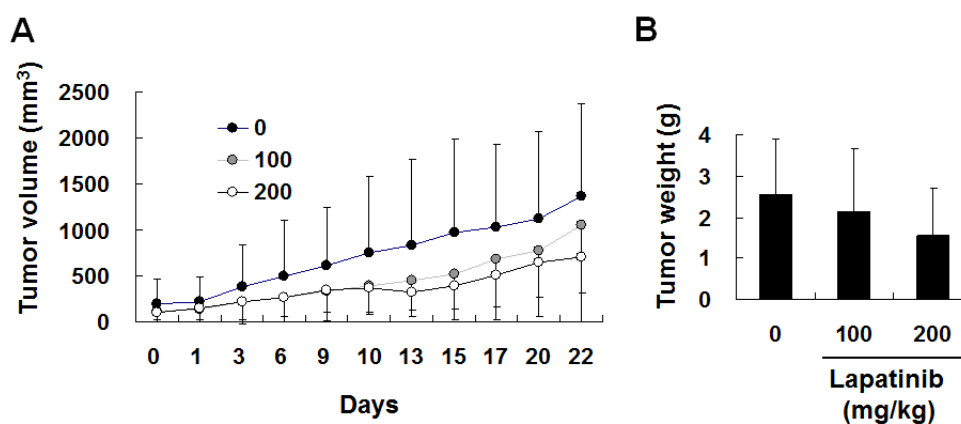 A
Tumor volume (mm³)
2500
2000
1500
1000
500
0
0
100
200
0 1 3 6 9 10 13 15 17 20 22
Days
B
Tumor weight (g)
4
3
2
1
0
0 100 200
Lapatinib
(mg/kg)